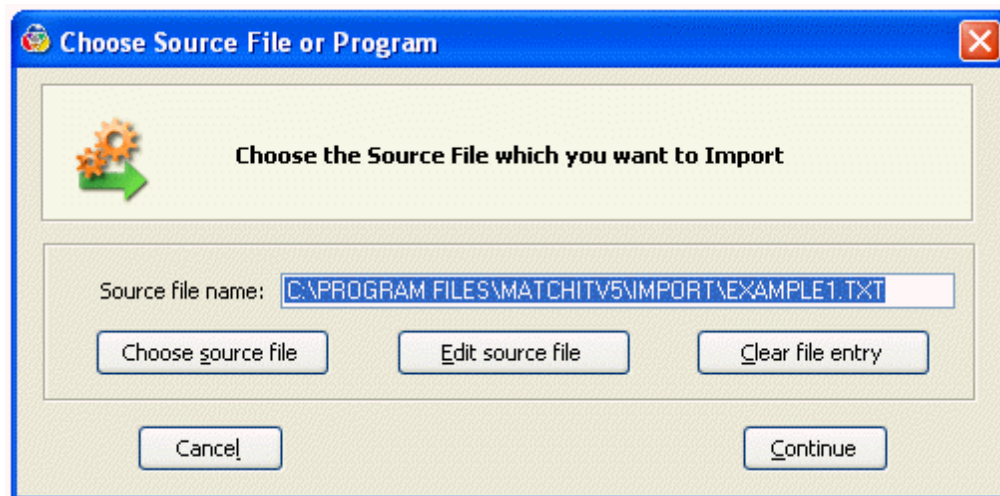 Choose Source File or Program
Choose the Source File which you want to Import
Source file name: C:\PROGRAM FILES\MATCHITV5\IMPORT\EXAMPLE1.TXT
Choose source file Edit source file Clear file entry
Cancel Continue